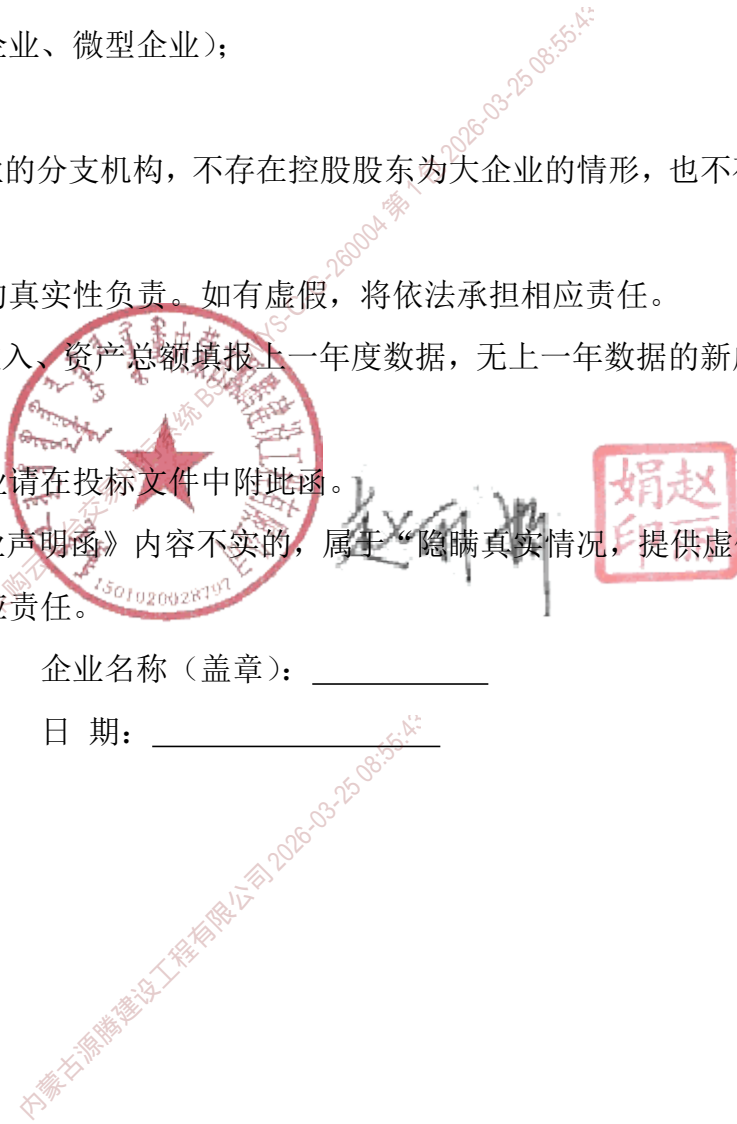 企业、微型企业）；
的分支机构，不存在控股股东为大企业的情形，也不
真实性负责。如有虚假，将依法承担相应责任。
入、资产总额填报上一年度数据，无上一年数据的新
请在投标文件中附此函。
声明函》内容不实的，属于“隐瞒真实情况，提供虚
责任。
企业名称（盖章）：
日 期：
1501020028797
赵丽娟印
内蒙古源腾建设工程有限公司 2026-03-25 08:55:4